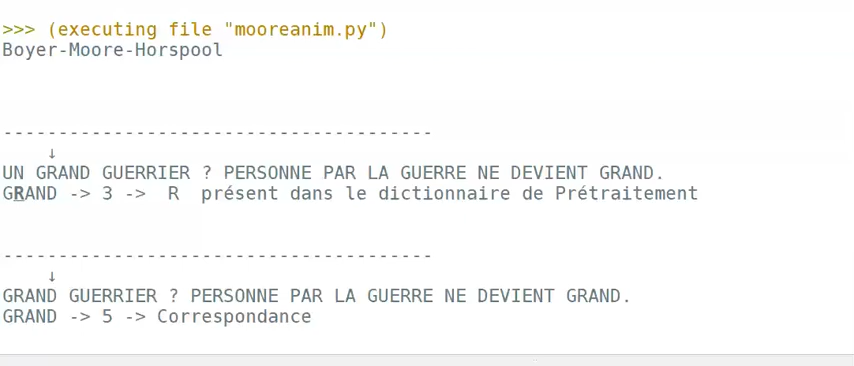 >>> (executing file "mooreanim.py")
Boyer-Moore-Horspool
---------------------------------------
↓
UN GRAND GUERRIER ? PERSONNE PAR LA GUERRE NE DEVIENT GRAND.
GRAND -> 3 ->  R  présent dans le dictionnaire de Prétraitement
---------------------------------------
↓
GRAND GUERRIER ? PERSONNE PAR LA GUERRE NE DEVIENT GRAND.
GRAND -> 5 -> Correspondance